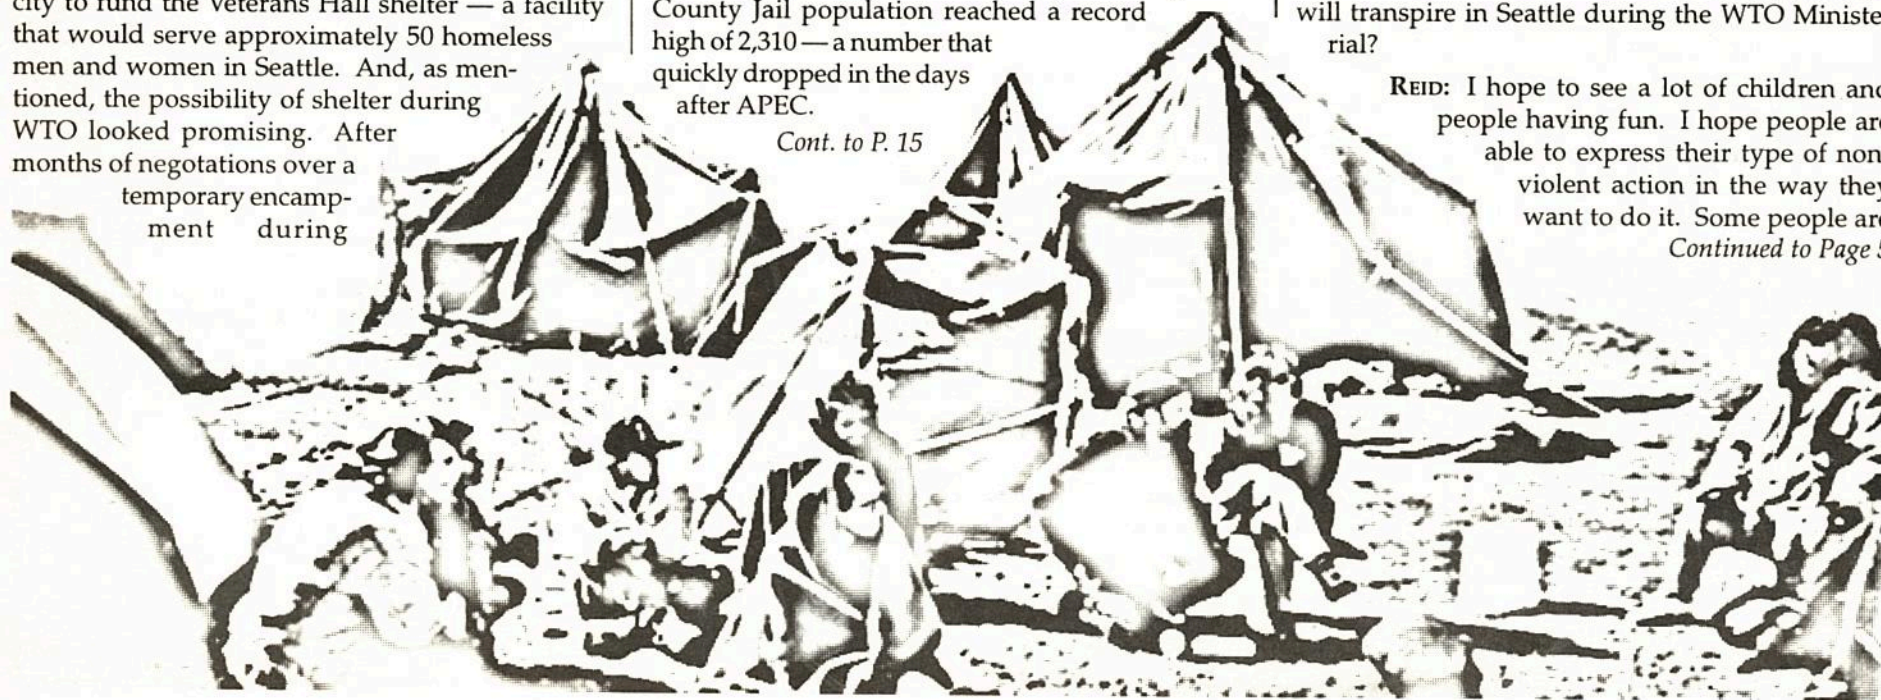 city to fund the Veterans Hall shelter — a facility
that would serve approximately 50 homeless
men and women in Seattle. And, as men-
tioned, the possibility of shelter during
WTO looked promising. After
months of negotations over a
temporary encamp-
ment during
County Jail population reached a record
high of 2,310 — a number that
quickly dropped in the days
after APEC.
Cont. to P. 15
will transpire in Seattle during the WTO Ministe
rial?
REID: I hope to see a lot of children and
people having fun. I hope people are
able to express their type of non
violent action in the way they
want to do it. Some people are
Continued to Page 5